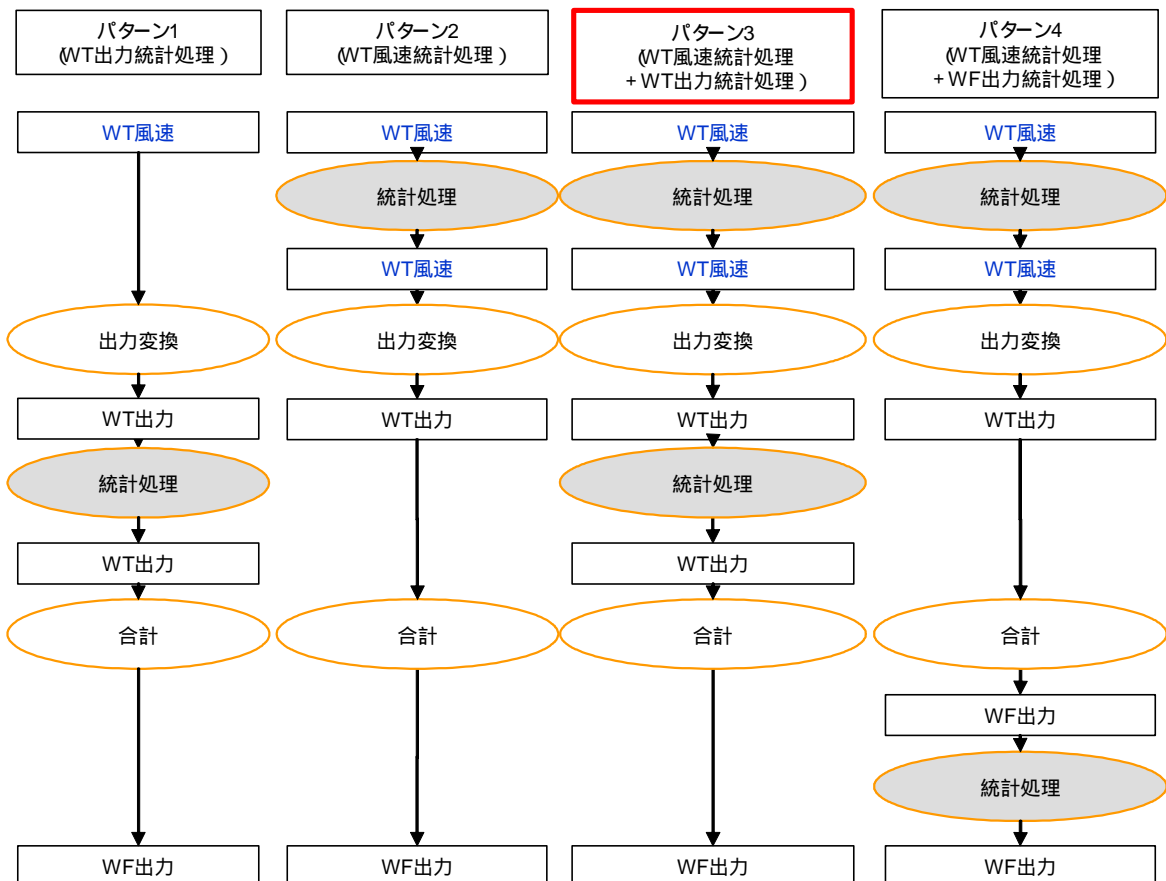 パターン1
(WT出力統計処理)
パターン2
(WT風速統計処理)
パターン3
(WT風速統計処理
+WT出力統計処理)
パターン4
(WT風速統計処理
+WF出力統計処理)
WT風速
出力変換
WT出力
統計処理
WT出力
合計
WF出力
WT風速
統計処理
WT風速
出力変換
WT出力
合計
WF出力
WT風速
統計処理
WT風速
出力変換
WT出力
統計処理
WT出力
合計
WF出力
WT風速
統計処理
WT風速
出力変換
WT出力
合計
WF出力
統計処理
WF出力